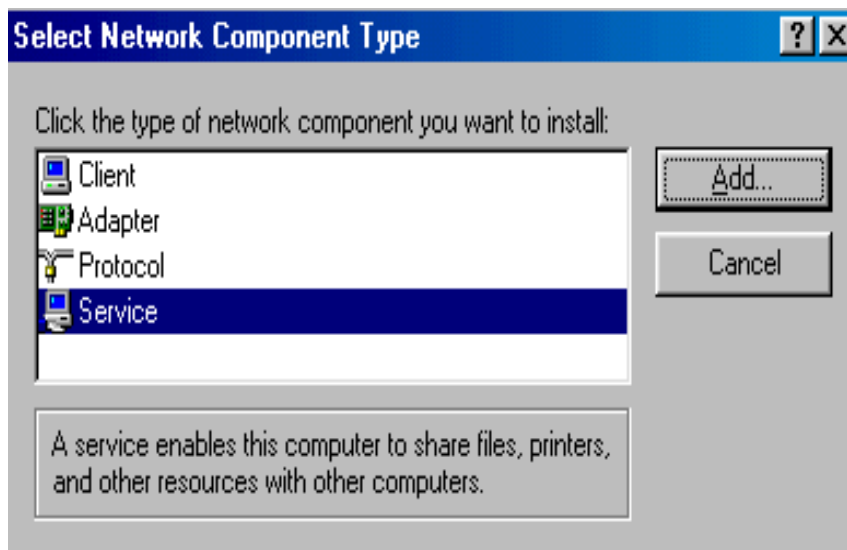 Select Network Component Type
Click the type of network component you want to install:
Client
Adapter
Protocol
Service
Add...
Cancel
A service enables this computer to share files, printers,
and other resources with other computers.